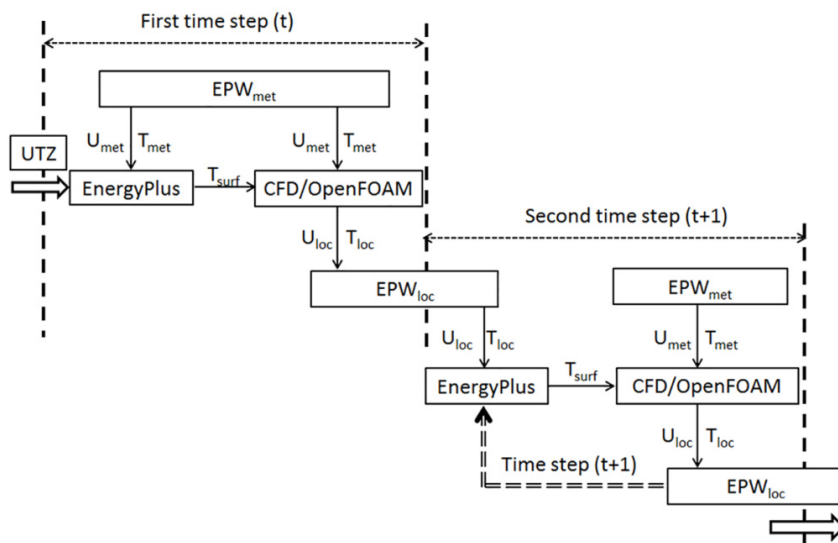 First time step (t)
EPWmet
Umet Tmet Umet Tmet
UTZ
EnergyPlus Tsurf CFD/OpenFOAM
Uloc Tloc
Second time step (t+1)
EPWloc EPWmet
Uloc Tloc Umet Tmet
EnergyPlus Tsurf CFD/OpenFOAM
Uloc Tloc
Time step (t+1)
EPWloc